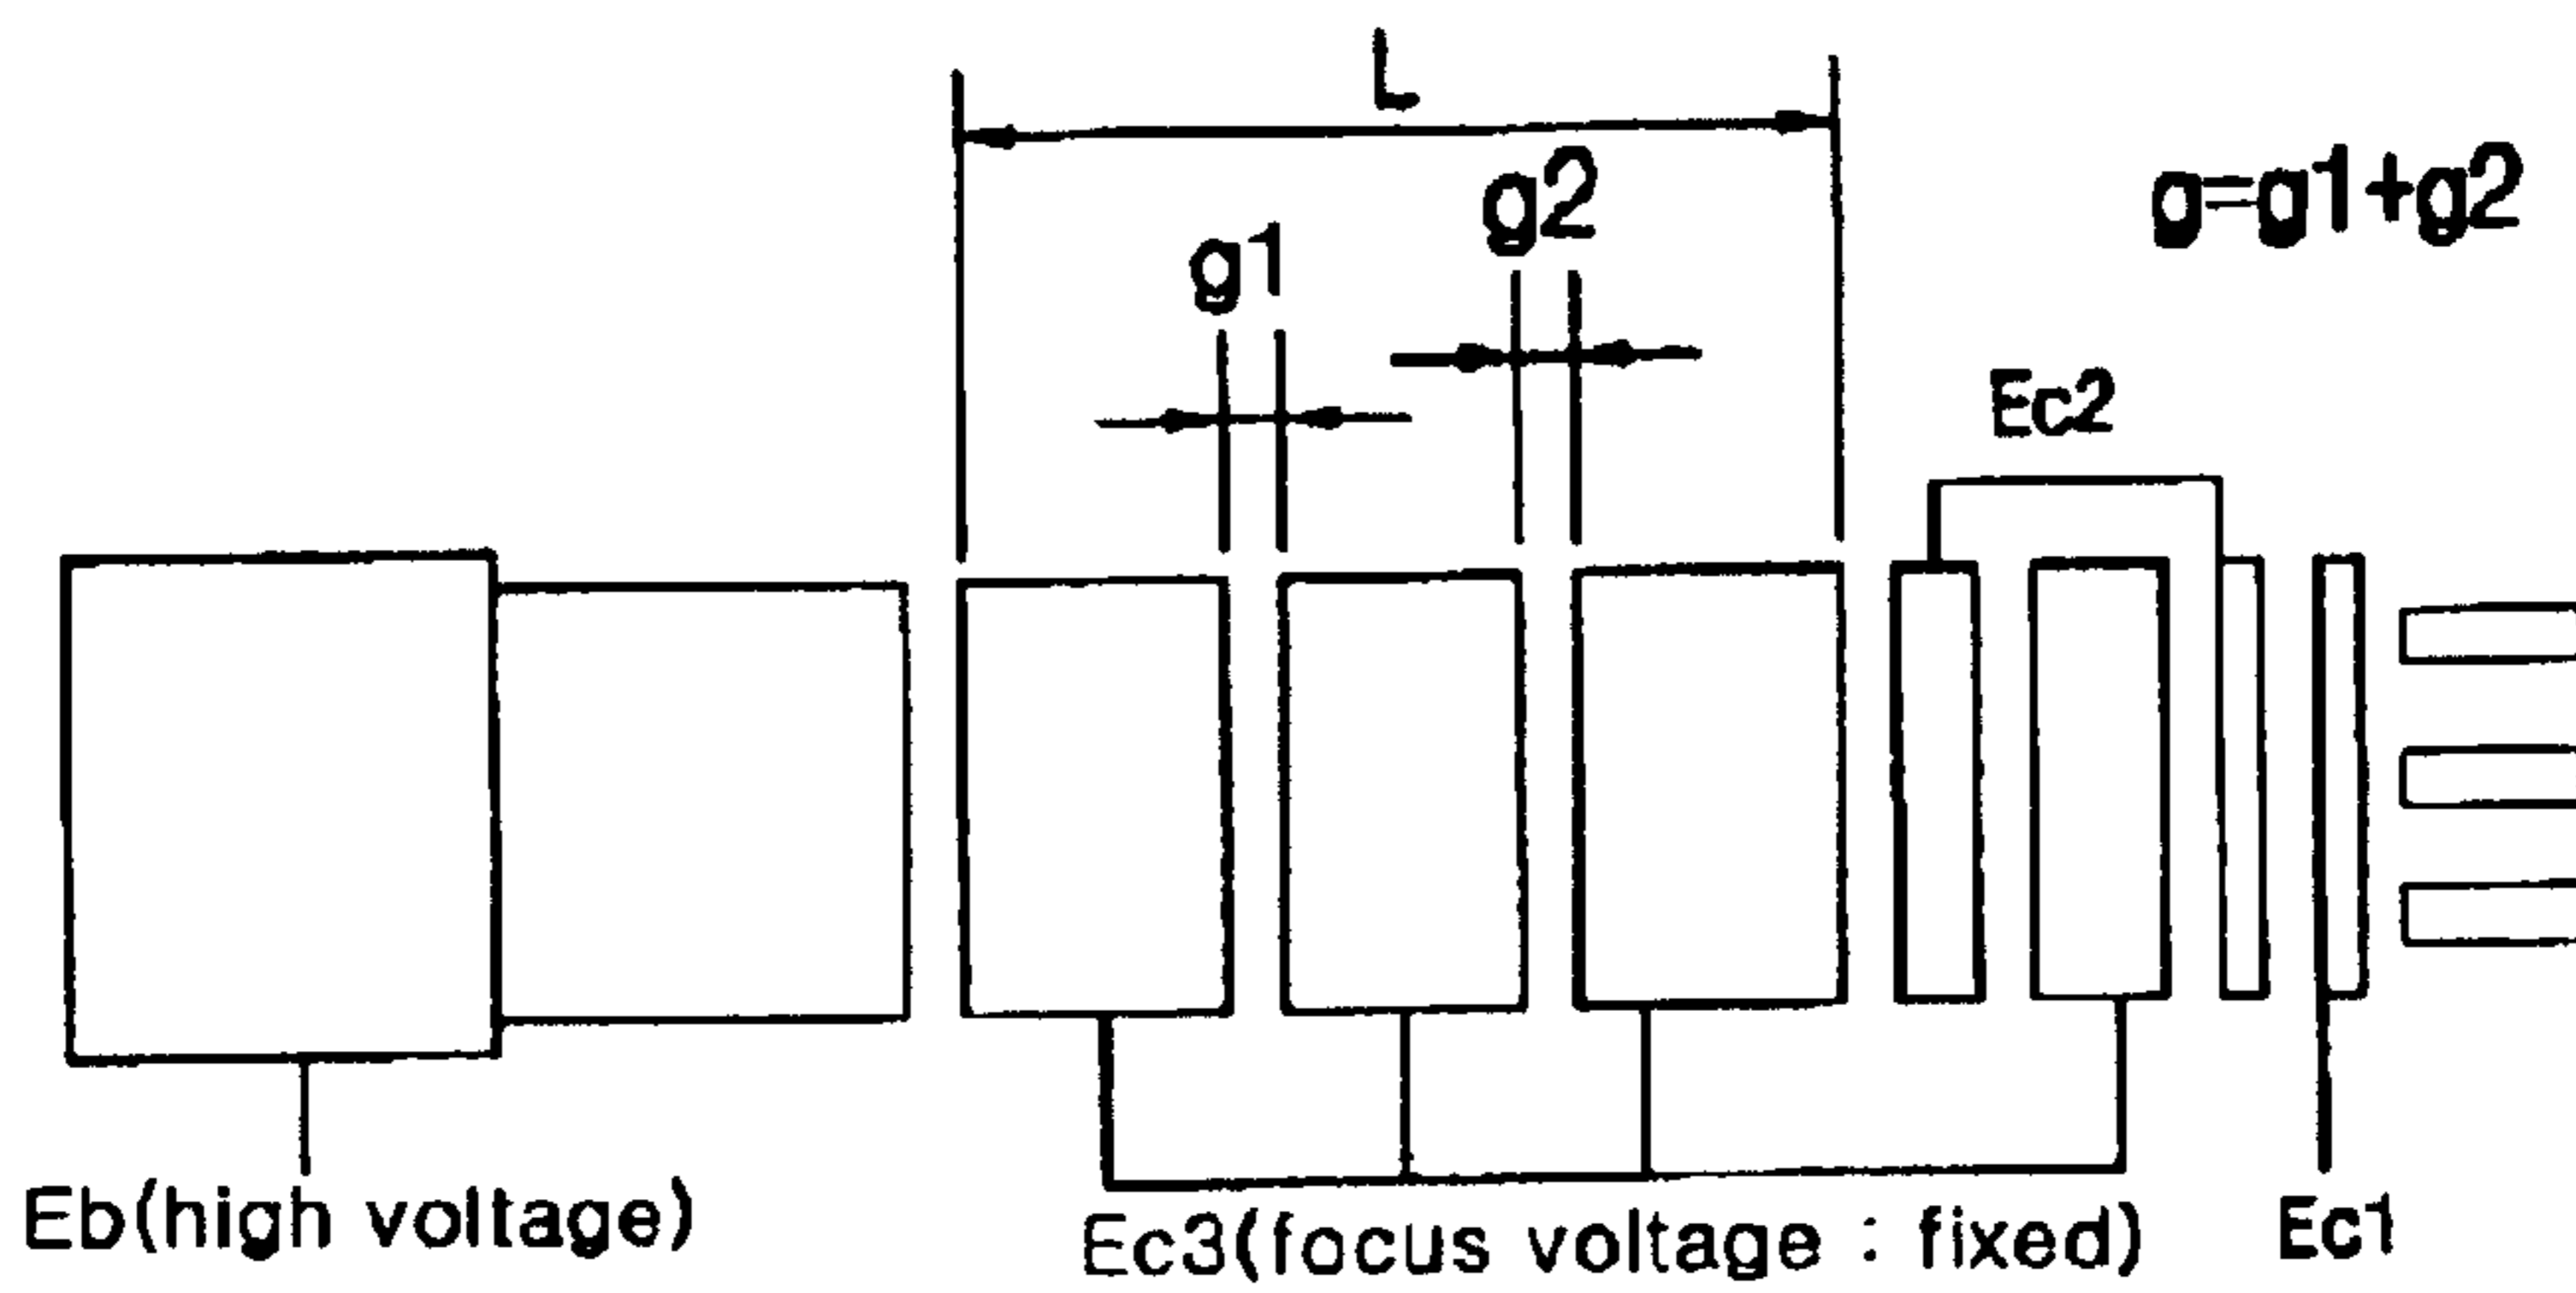 L
g2
g=g1+g2
g1
Ec2
Eb(high voltage)
Ec3(focus voltage : fixed)
Ec1